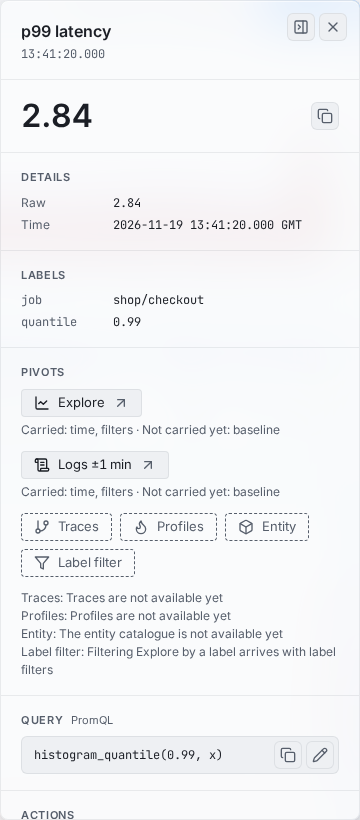 p99 latency
13:41:20.000
2.84
DETAILS
Raw 2.84
Time 2026-11-19 13:41:20.000 GMT
LABELS
job shop/checkout
quantile 0.99
PIVOTS
Explore
Carried: time, filters · Not carried yet: baseline
Logs ±1 min
Carried: time, filters · Not carried yet: baseline
Traces Profiles Entity
Label filter
Traces: Traces are not available yet
Profiles: Profiles are not available yet
Entity: The entity catalogue is not available yet
Label filter: Filtering Explore by a label arrives with label
filters
QUERY PromQL
histogram_quantile(0.99, x)
ACTIONS